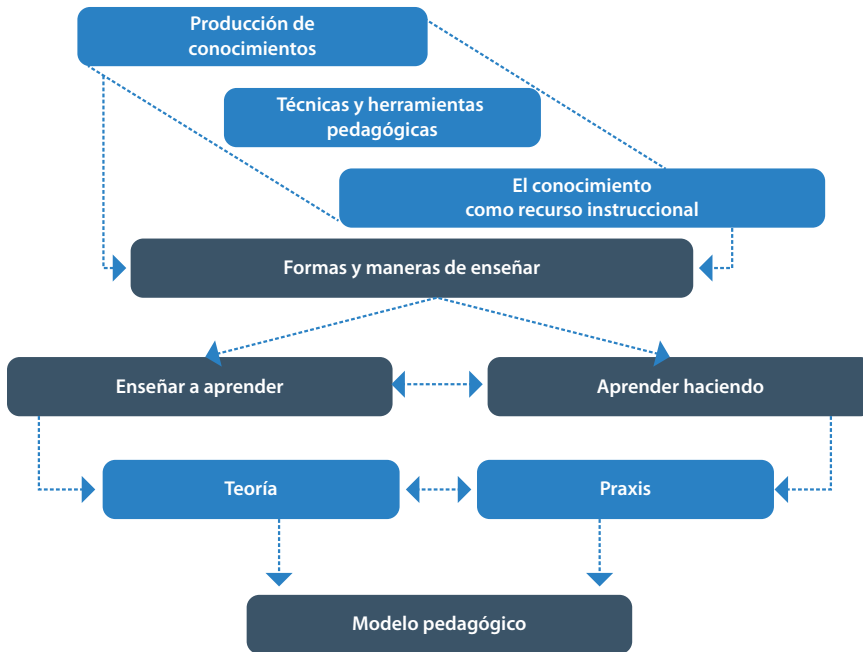 Producción de
conocimientos
Técnicas y herramientas
pedagógicas
El conocimiento
como recurso instruccional
Formas y maneras de enseñar
Enseñar a aprender
Aprender haciendo
Teoría
Praxis
Modelo pedagógico